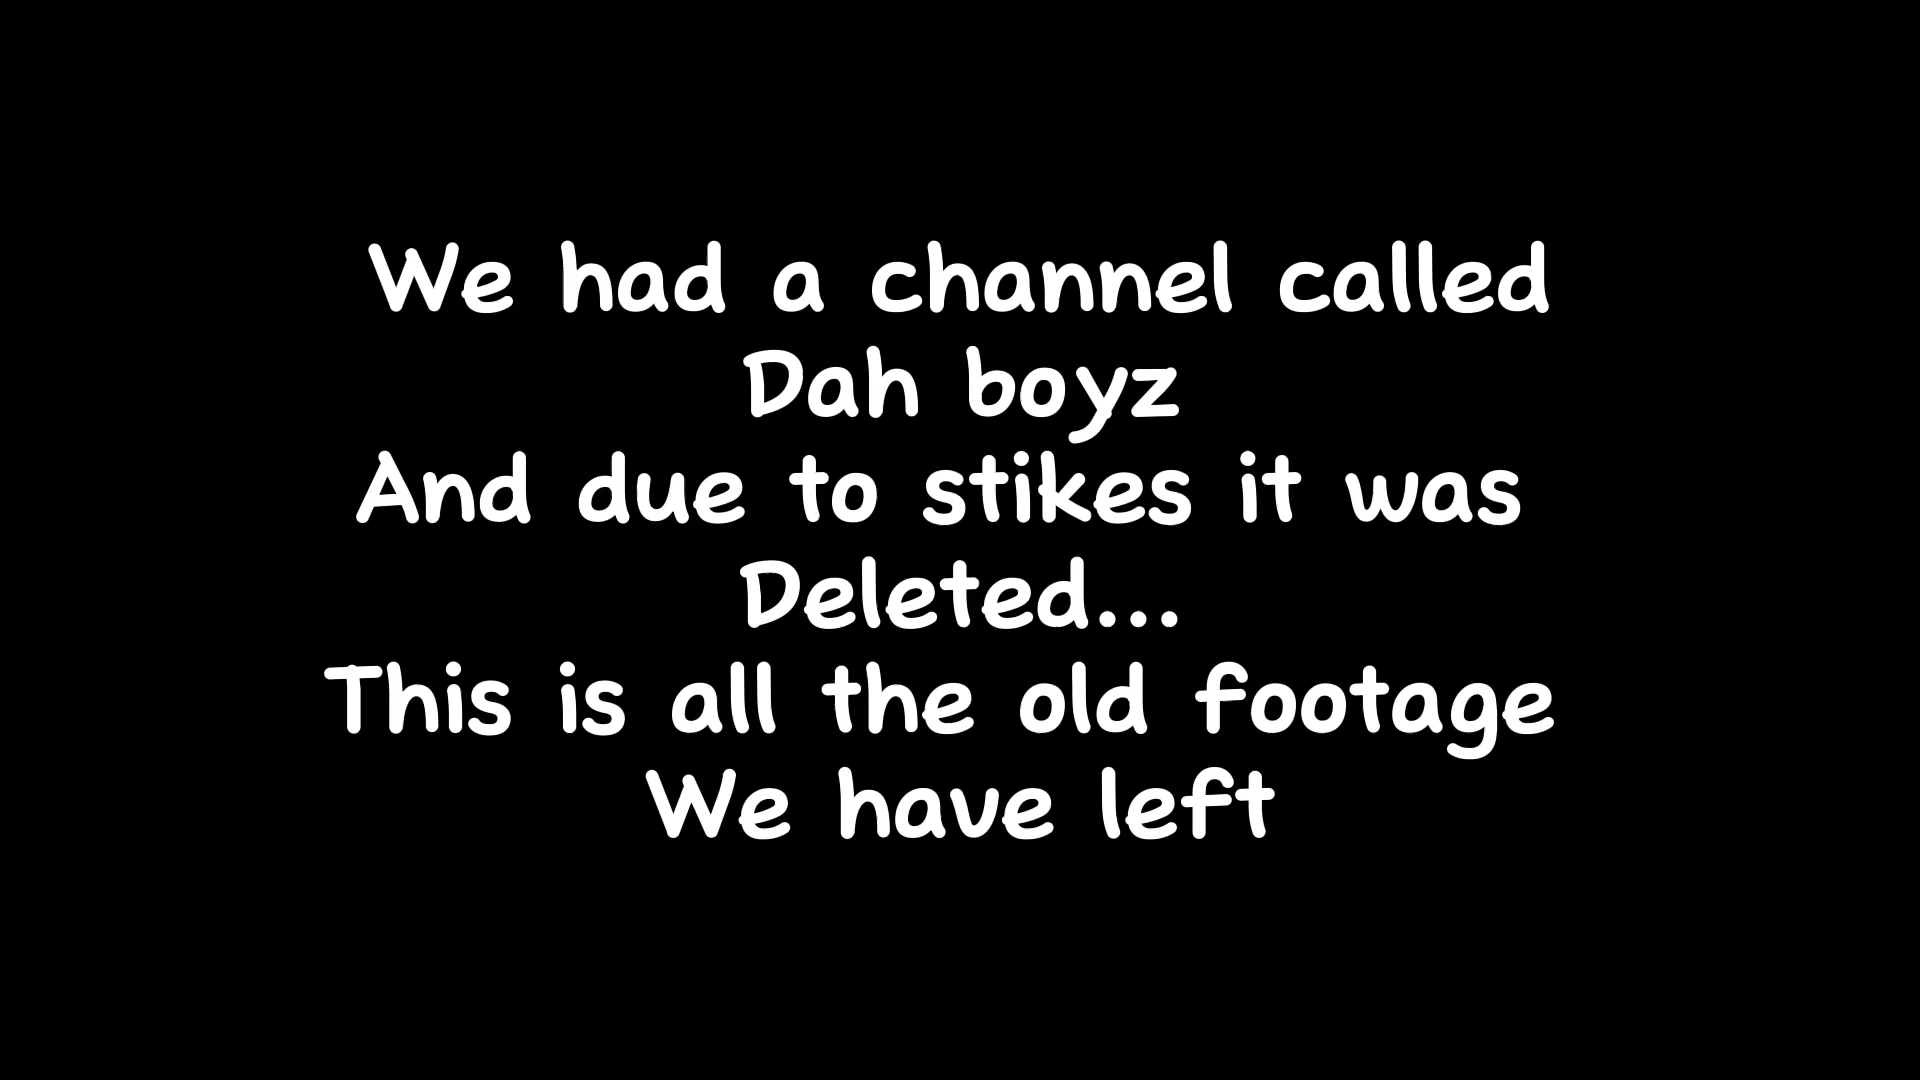 We had a channel called
Dah boyz
And due to stikes it was
Deleted...
This is all the old footage
We have left